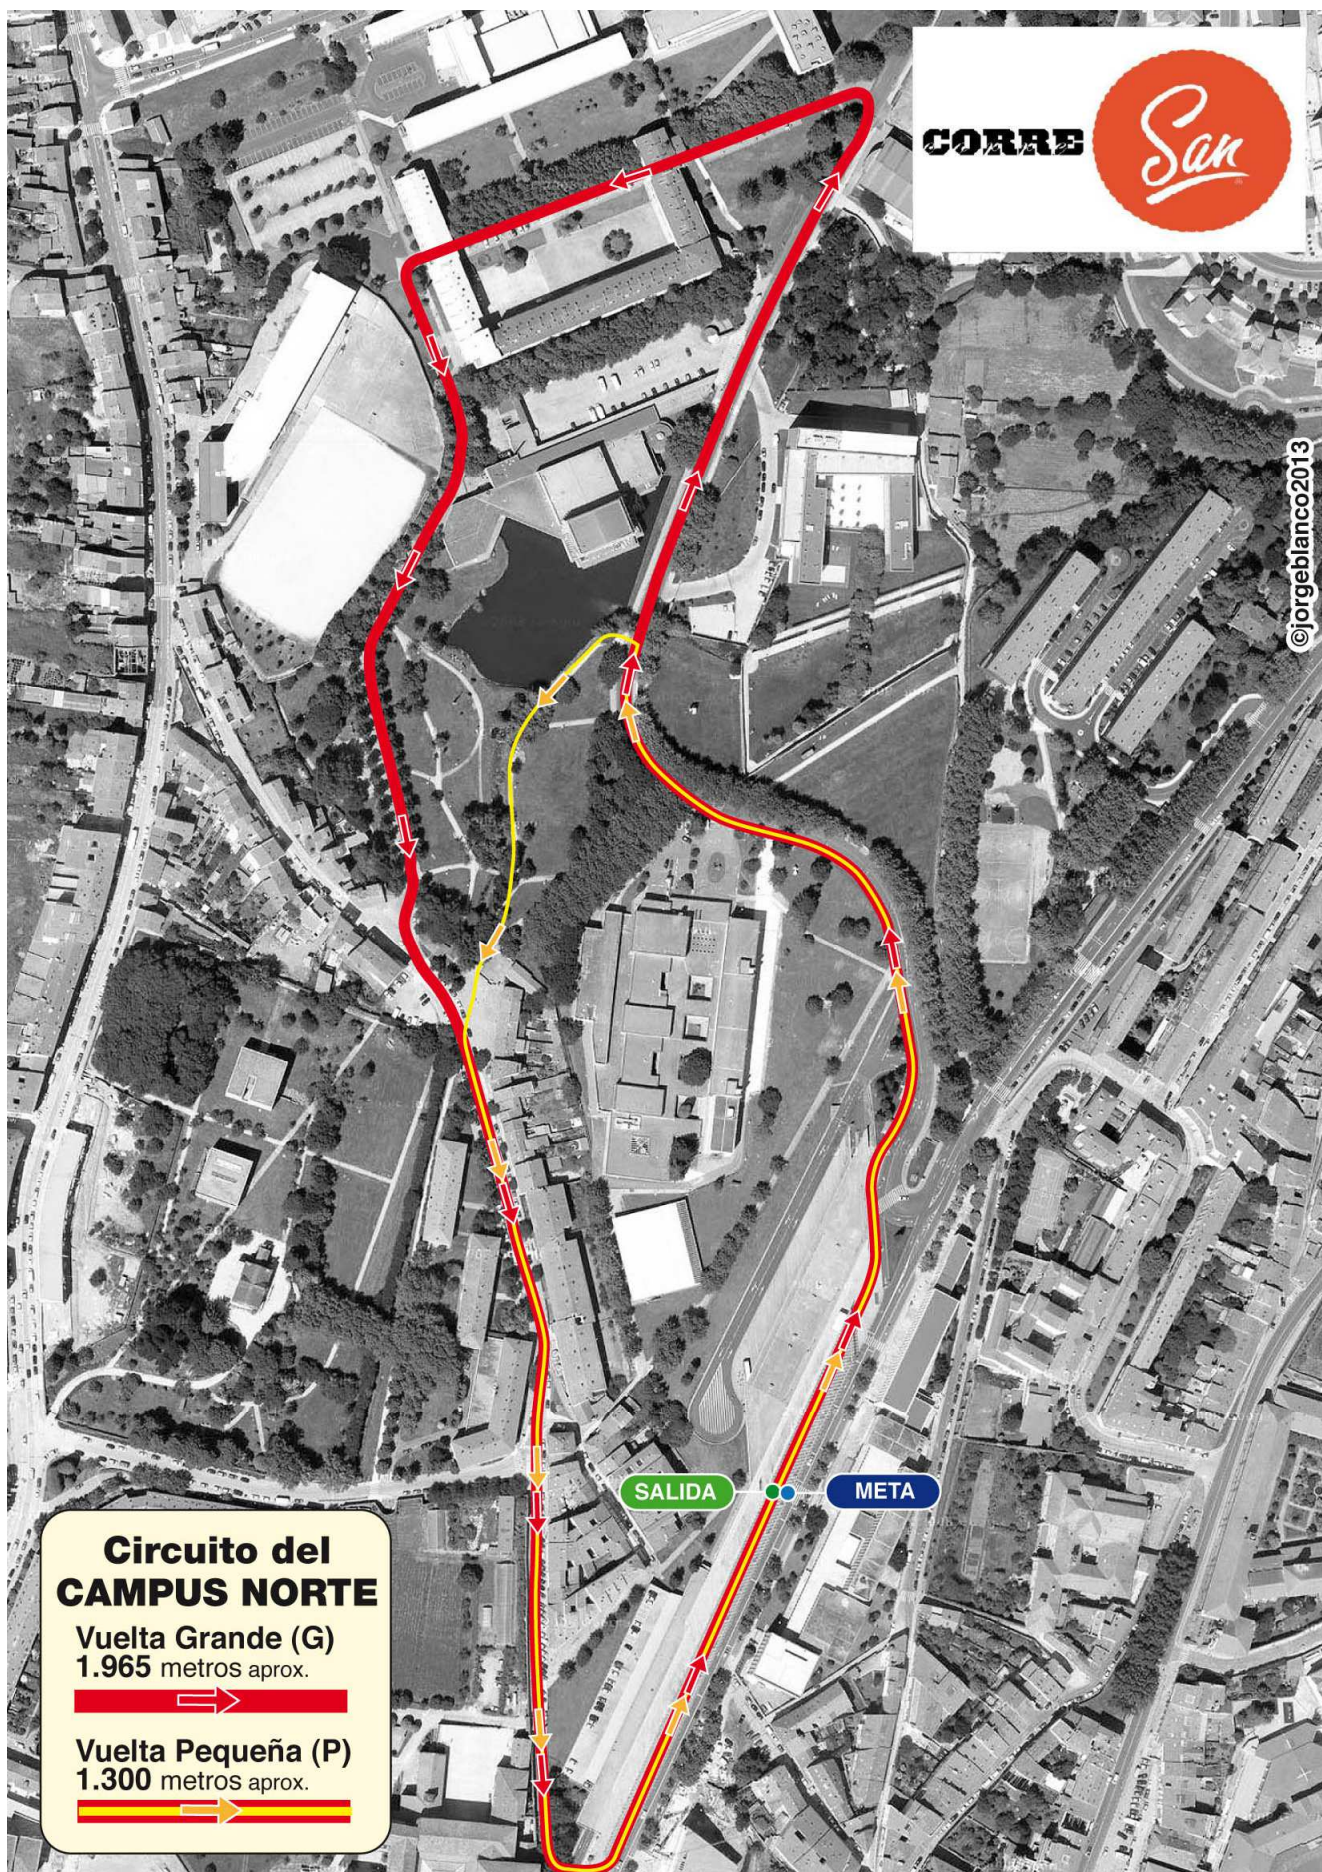 CORRE
San
©jorgeblanco2013
SALIDA
META
Circuito del
CAMPUS NORTE
Vuelta Grande (G)
1.965 metros aprox.
Vuelta Pequeña (P)
1.300 metros aprox.